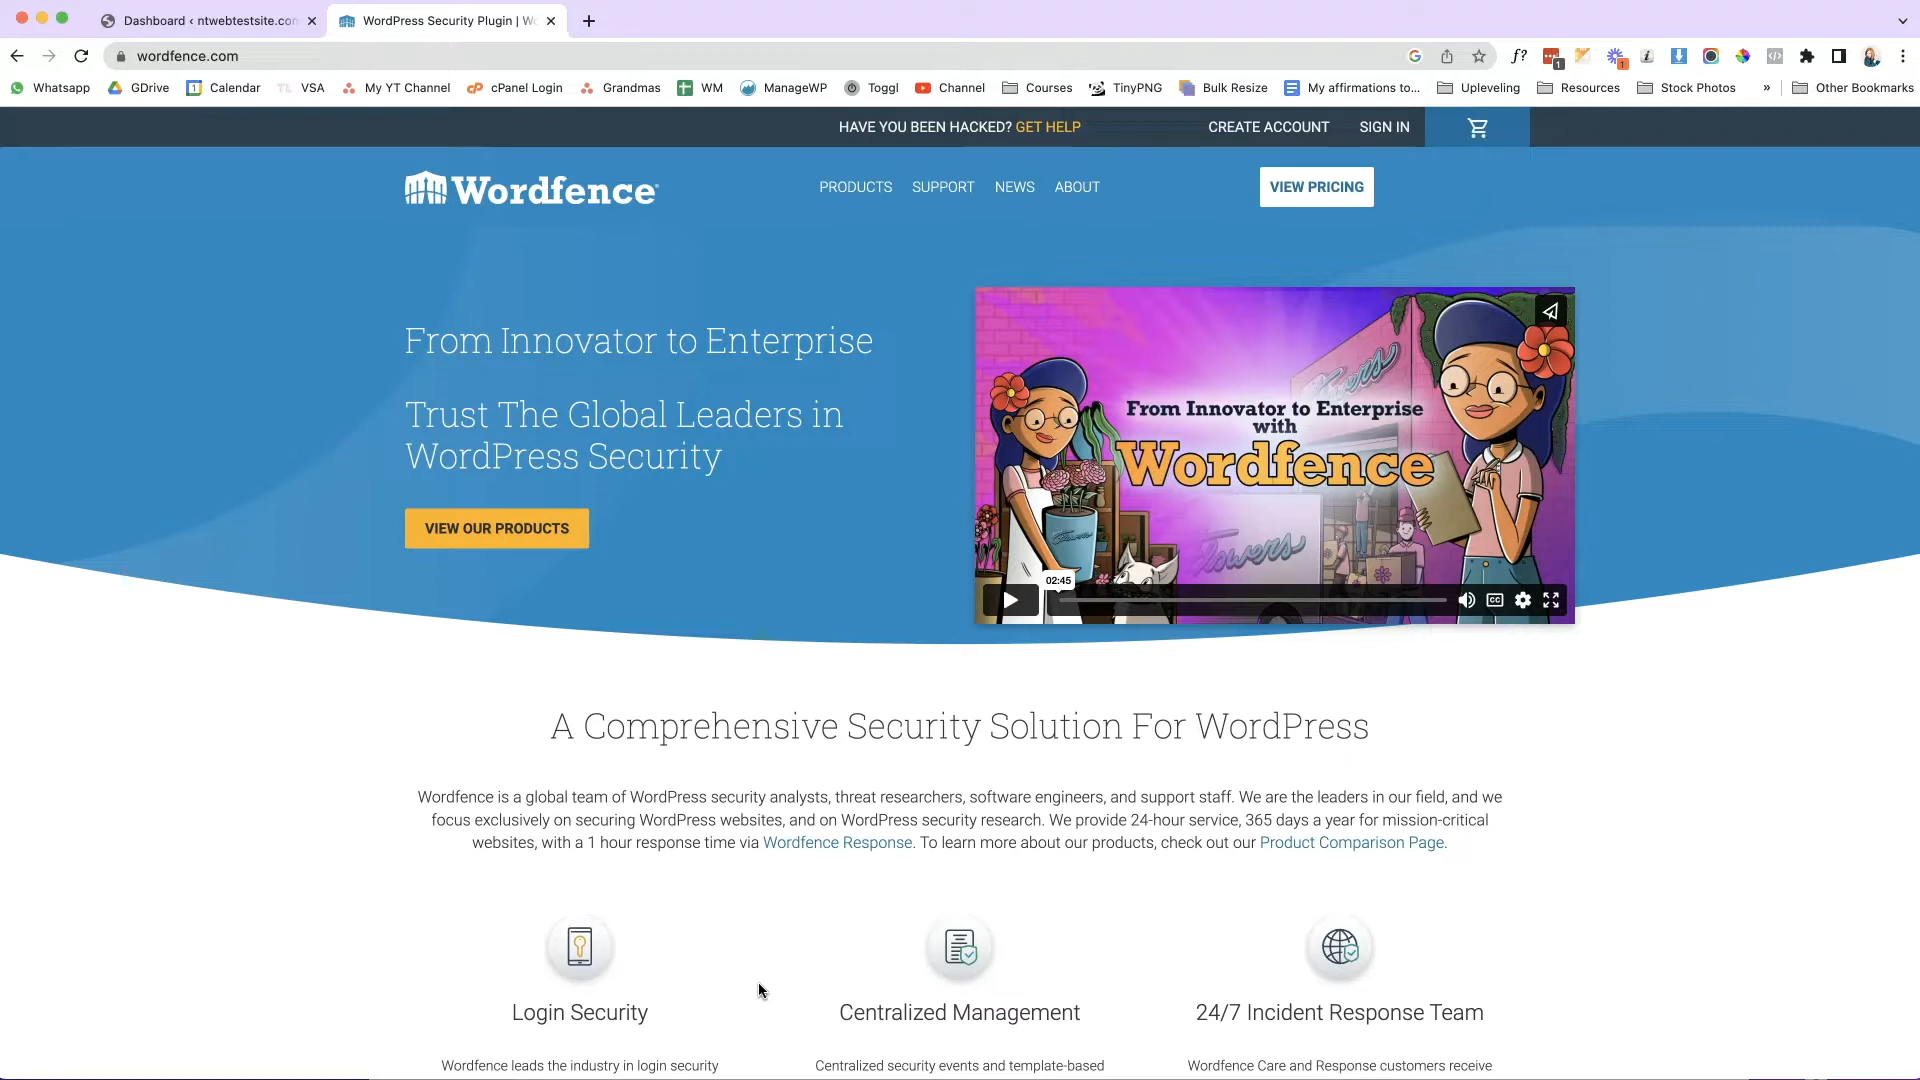 Dashboard ‹ ntwebtestsite.com
WordPress Security Plugin | Wo
wordfence.com
Whatsapp
GDrive
Calendar
VSA
My YT Channel
cPanel Login
Grandmas
WM
ManageWP
Toggl
Channel
Courses
TinyPNG
Bulk Resize
My affirmations to...
Upleveling
Resources
Stock Photos
»
Other Bookmarks
HAVE YOU BEEN HACKED? GET HELP
CREATE ACCOUNT
SIGN IN
Wordfence
PRODUCTS
SUPPORT
NEWS
ABOUT
VIEW PRICING
From Innovator to Enterprise
Trust The Global Leaders in
WordPress Security
VIEW OUR PRODUCTS
From Innovator to Enterprise
with
Wordfence
02:45
CC
A Comprehensive Security Solution For WordPress
Wordfence is a global team of WordPress security analysts, threat researchers, software engineers, and support staff. We are the leaders in our field, and we
focus exclusively on securing WordPress websites, and on WordPress security research. We provide 24-hour service, 365 days a year for mission-critical
websites, with a 1 hour response time via Wordfence Response. To learn more about our products, check out our Product Comparison Page.
Login Security
Centralized Management
24/7 Incident Response Team
Wordfence leads the industry in login security
Centralized security events and template-based
Wordfence Care and Response customers receive